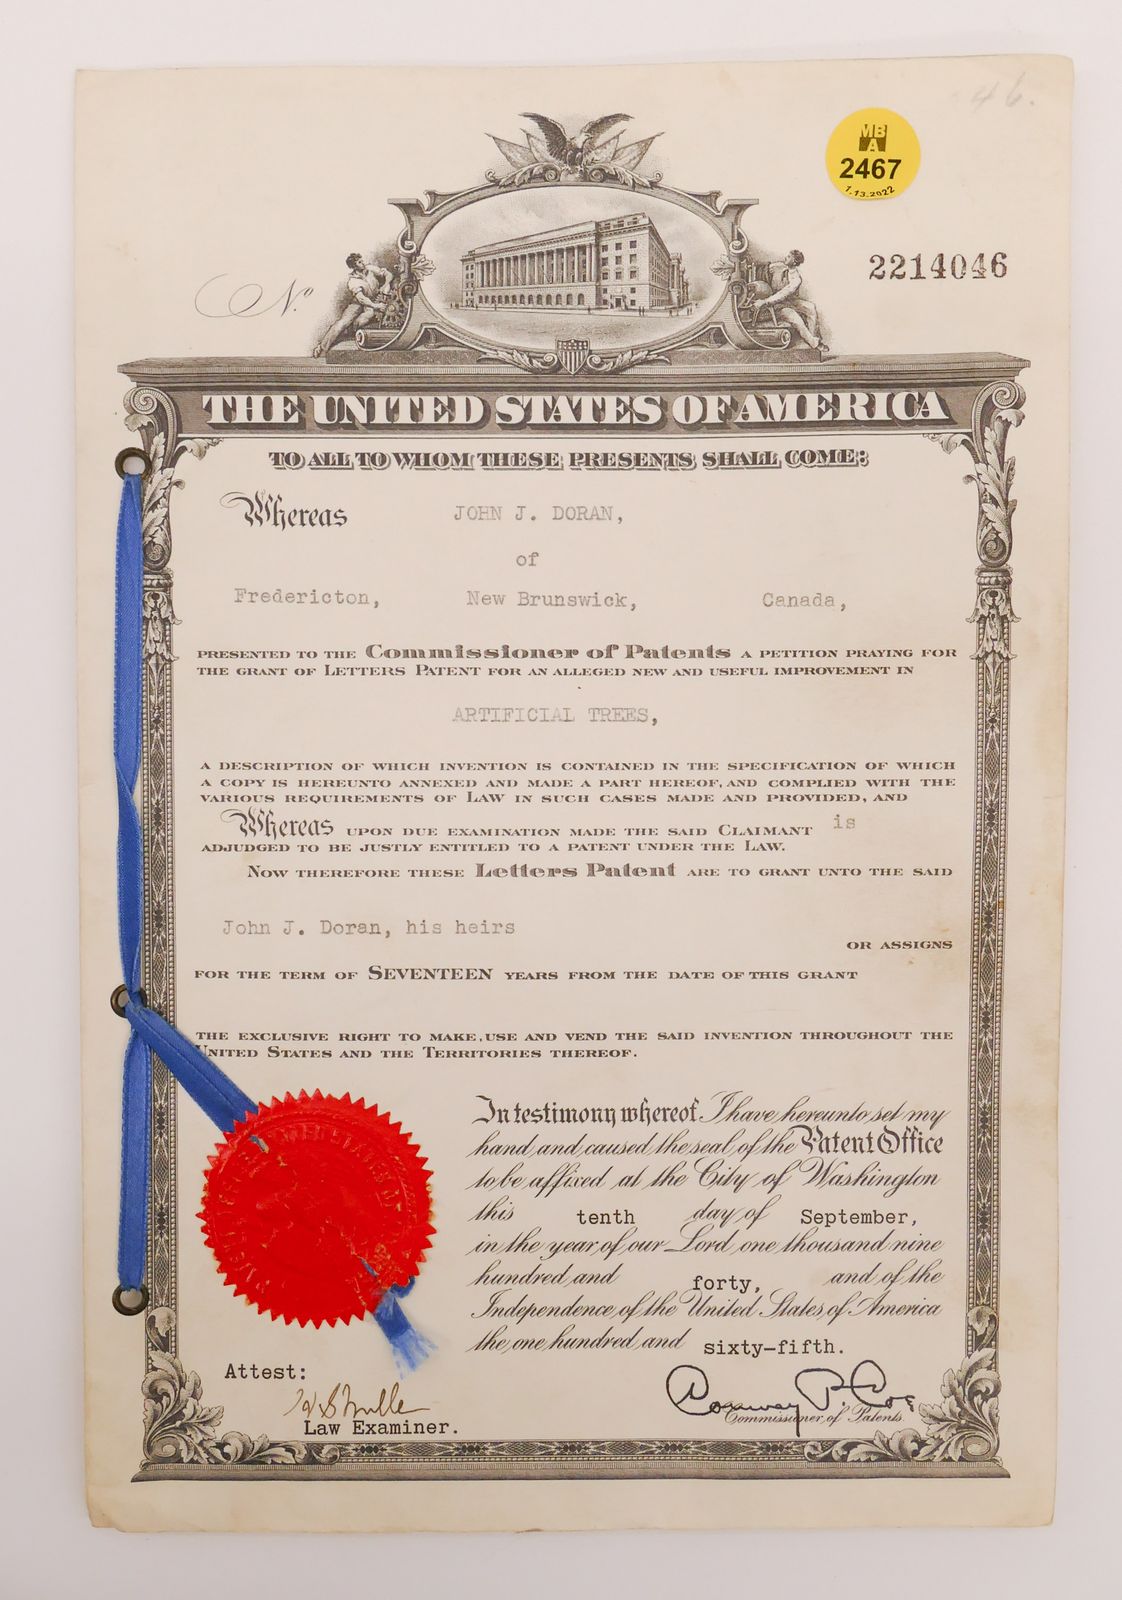 46.
MB
A
2467
1.13.2022
2214046
No.
THE UNITED STATES OF AMERICA
TO ALL TO WHOM THESE PRESENTS SHALL COME:
Whereas JOHN J. DORAN,
of
Fredericton, New Brunswick, Canada,
PRESENTED TO THE Commissioner of Patents A PETITION PRAYING FOR
THE GRANT OF LETTERS PATENT FOR AN ALLEGED NEW AND USEFUL IMPROVEMENT IN
ARTIFICIAL TREES,
A DESCRIPTION OF WHICH INVENTION IS CONTAINED IN THE SPECIFICATION OF WHICH
A COPY IS HEREUNTO ANNEXED AND MADE A PART HEREOF, AND COMPLIED WITH THE
VARIOUS REQUIREMENTS OF LAW IN SUCH CASES MADE AND PROVIDED, AND
Whereas UPON DUE EXAMINATION MADE THE SAID CLAIMANT is
ADJUDGED TO BE JUSTLY ENTITLED TO A PATENT UNDER THE LAW.
NOW THEREFORE THESE Letters Patent ARE TO GRANT UNTO THE SAID
John J. Doran, his heirs
OR ASSIGNS
FOR THE TERM OF SEVENTEEN YEARS FROM THE DATE OF THIS GRANT
THE EXCLUSIVE RIGHT TO MAKE, USE AND VEND THE SAID INVENTION THROUGHOUT THE
UNITED STATES AND THE TERRITORIES THEREOF.
In testimony whereof I have hereunto set my
hand and caused the seal of the Patent Office
to be affixed at the City of Washington
this tenth day of September,
in the year of our Lord one thousand nine
hundred and forty, and of the
Independence of the United States of America
the one hundred and sixty-fifth.
Attest:
Law Examiner.
Conway P. Coe
Commissioner of Patents.